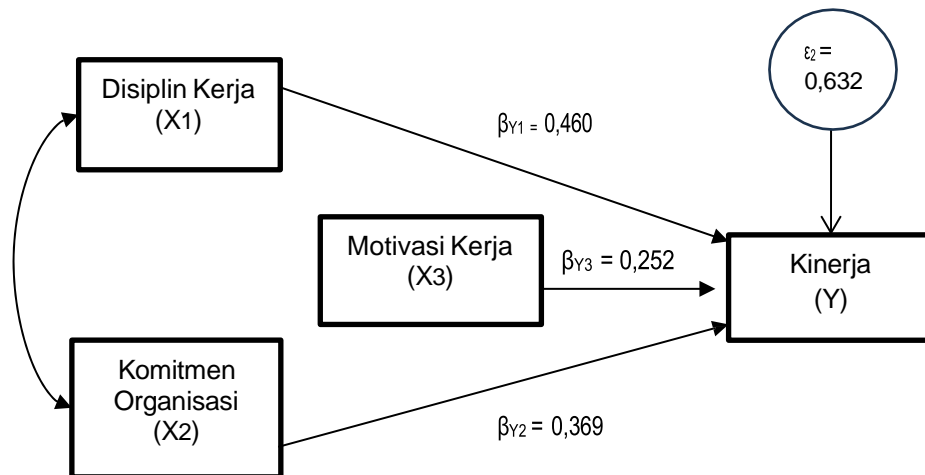 ε₂ =
0,632
Disiplin Kerja
(X1)
βY1 = 0,460
Motivasi Kerja
(X3)
βY3 = 0,252
Kinerja
(Y)
Komitmen
Organisasi
(X2)
βY2 = 0,369